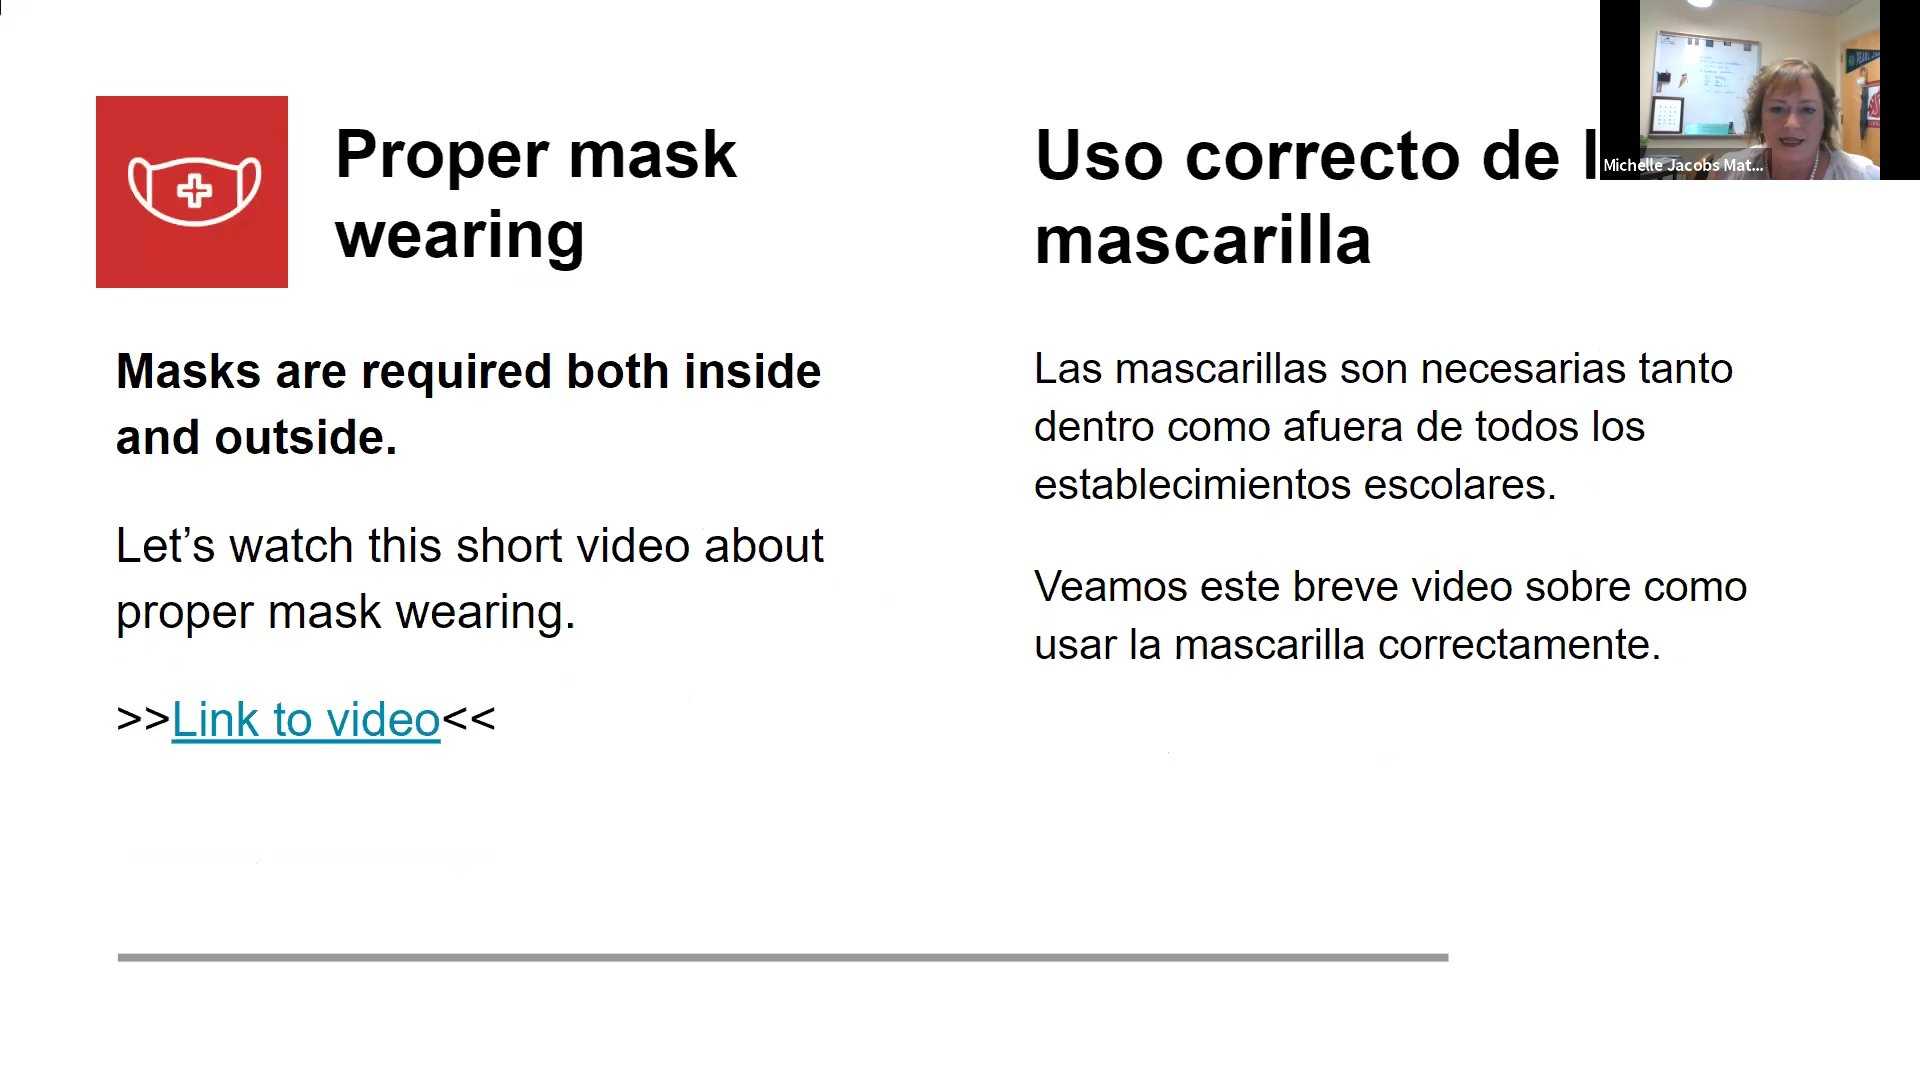 Proper mask
wearing
Masks are required both inside
and outside.
Let’s watch this short video about
proper mask wearing.
>>Link to video<<
Uso correcto de l
mascarilla
Las mascarillas son necesarias tanto
dentro como afuera de todos los
establecimientos escolares.
Veamos este breve video sobre como
usar la mascarilla correctamente.
Michelle Jacobs Mat...